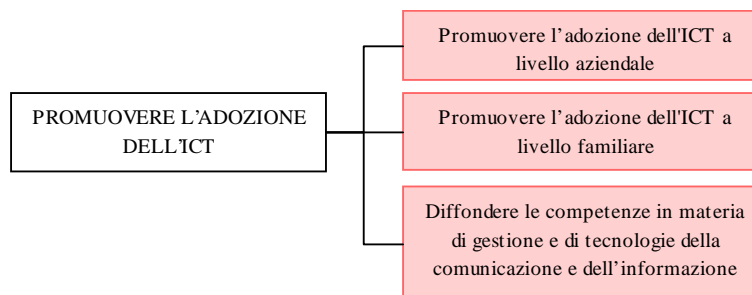 Promuovere l’adozione dell'ICT a
livello aziendale
PROMUOVERE L’ADOZIONE
DELL’ICT
Promuovere l’adozione dell'ICT a
livello familiare
Diffondere le competenze in materia
di gestione e di tecnologie della
comunicazione e dell’informazione